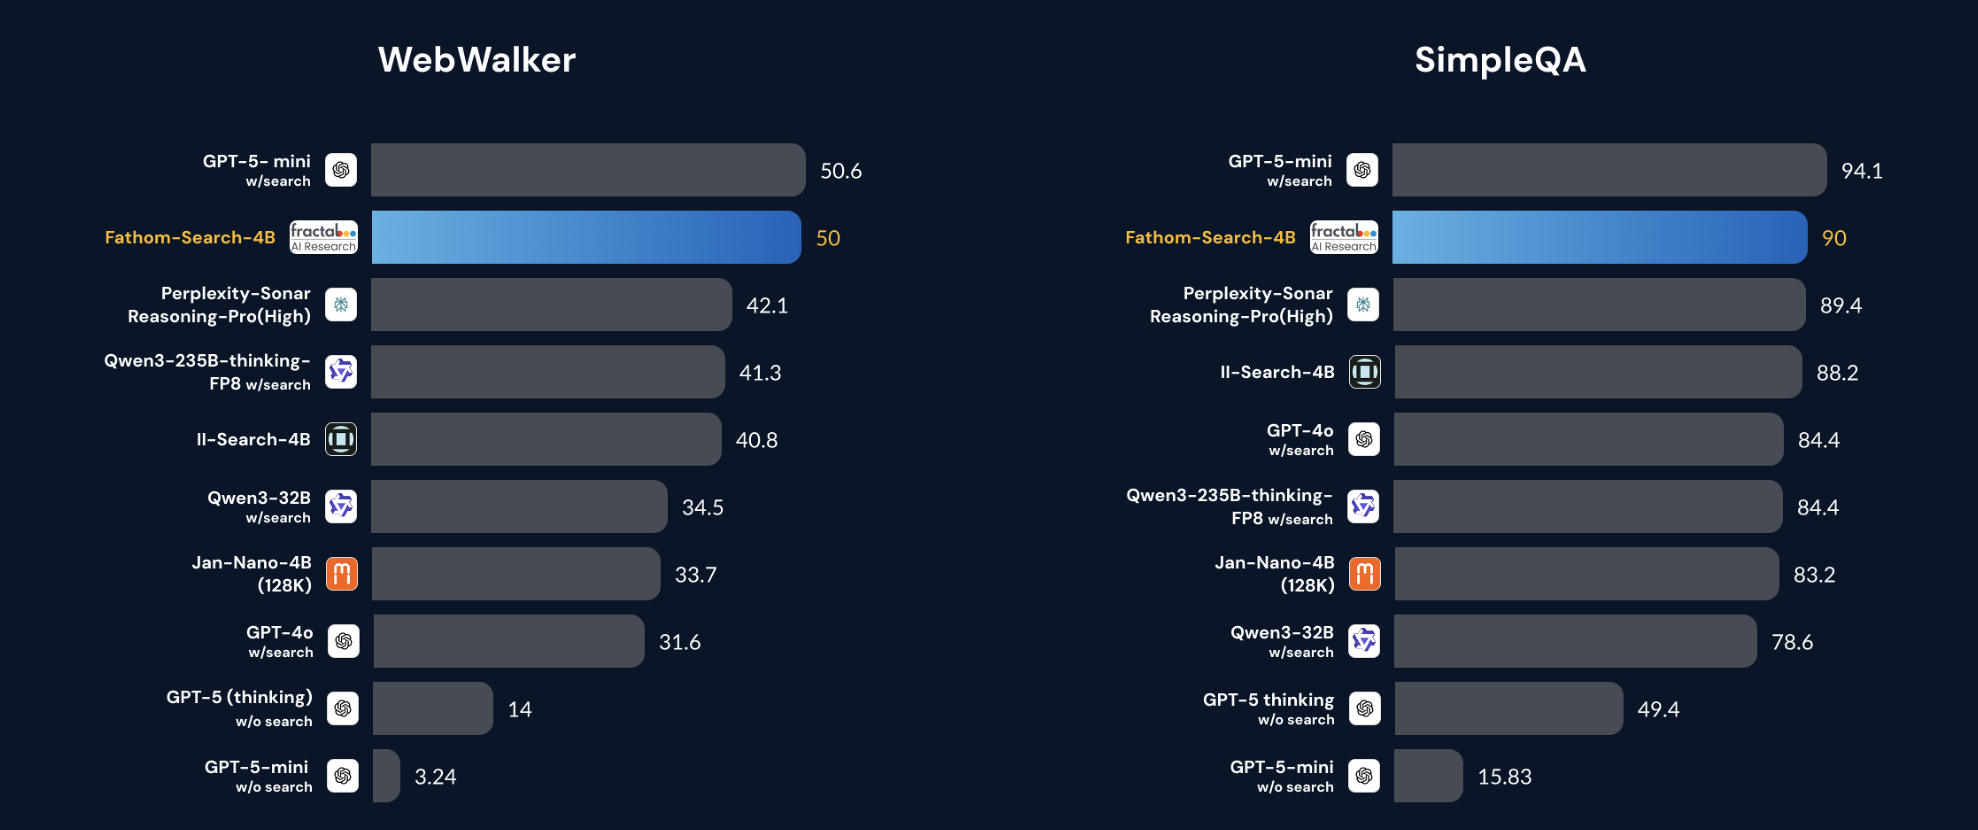 WebWalker
GPT-5- mini
w/search
50.6
Fathom-Search-4B
fractal
AI Research
50
Perplexity-Sonar
Reasoning-Pro(High)
42.1
Qwen3-235B-thinking-
FP8 w/search
41.3
II-Search-4B
40.8
Qwen3-32B
w/search
34.5
Jan-Nano-4B
(128K)
33.7
GPT-4o
w/search
31.6
GPT-5 (thinking)
w/o search
14
GPT-5-mini
w/o search
3.24
SimpleQA
GPT-5-mini
w/search
94.1
Fathom-Search-4B
fractal
AI Research
90
Perplexity-Sonar
Reasoning-Pro(High)
89.4
II-Search-4B
88.2
GPT-4o
w/search
84.4
Qwen3-235B-thinking-
FP8 w/search
84.4
Jan-Nano-4B
(128K)
83.2
Qwen3-32B
w/search
78.6
GPT-5 thinking
w/o search
49.4
GPT-5-mini
w/o search
15.83